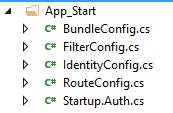 App_Start
C# BundleConfig.cs
C# FilterConfig.cs
C# IdentityConfig.cs
C# RouteConfig.cs
C# Startup.Auth.cs